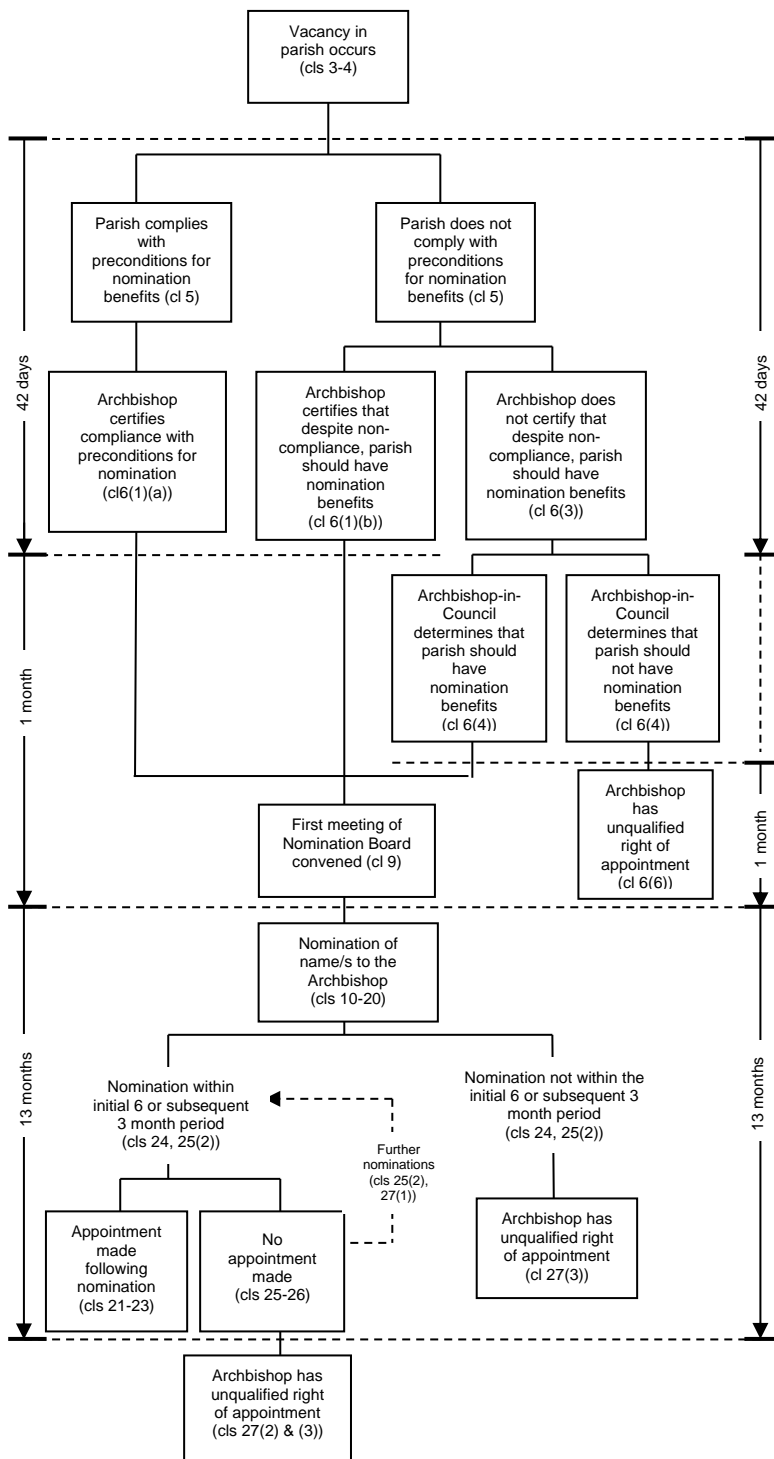 Vacancy in
parish occurs
(cls 3-4)
Parish complies
with
preconditions for
nomination
benefits (cl 5)
Parish does not
comply with
preconditions
for nomination
benefits (cl 5)
42 days
42 days
Archbishop
certifies
compliance with
preconditions for
nomination
(cl6(1)(a))
Archbishop
certifies that
despite non-
compliance, parish
should have
nomination
benefits
(cl 6(1)(b))
Archbishop does
not certify that
despite non-
compliance, parish
should have
nomination benefits
(cl 6(3))
Archbishop-in-
Council
determines that
parish should
have
nomination
benefits
(cl 6(4))
Archbishop-in-
Council
determines that
parish should
not have
nomination
benefits
(cl 6(4))
1 month
First meeting of
Nomination Board
convened (cl 9)
Archbishop
has
unqualified
right of
appointment
(cl 6(6))
1 month
Nomination of
name/s to the
Archbishop
(cls 10-20)
13 months
13 months
Nomination within
initial 6 or subsequent
3 month period
(cls 24, 25(2))
Nomination not within the
initial 6 or subsequent 3
month period
(cls 24, 25(2))
Further
nominations
(cls 25(2),
27(1))
Appointment
made
following
nomination
(cls 21-23)
No
appointment
made
(cls 25-26)
Archbishop has
unqualified right
of appointment
(cl 27(3))
Archbishop has
unqualified right
of appointment
(cls 27(2) & (3))